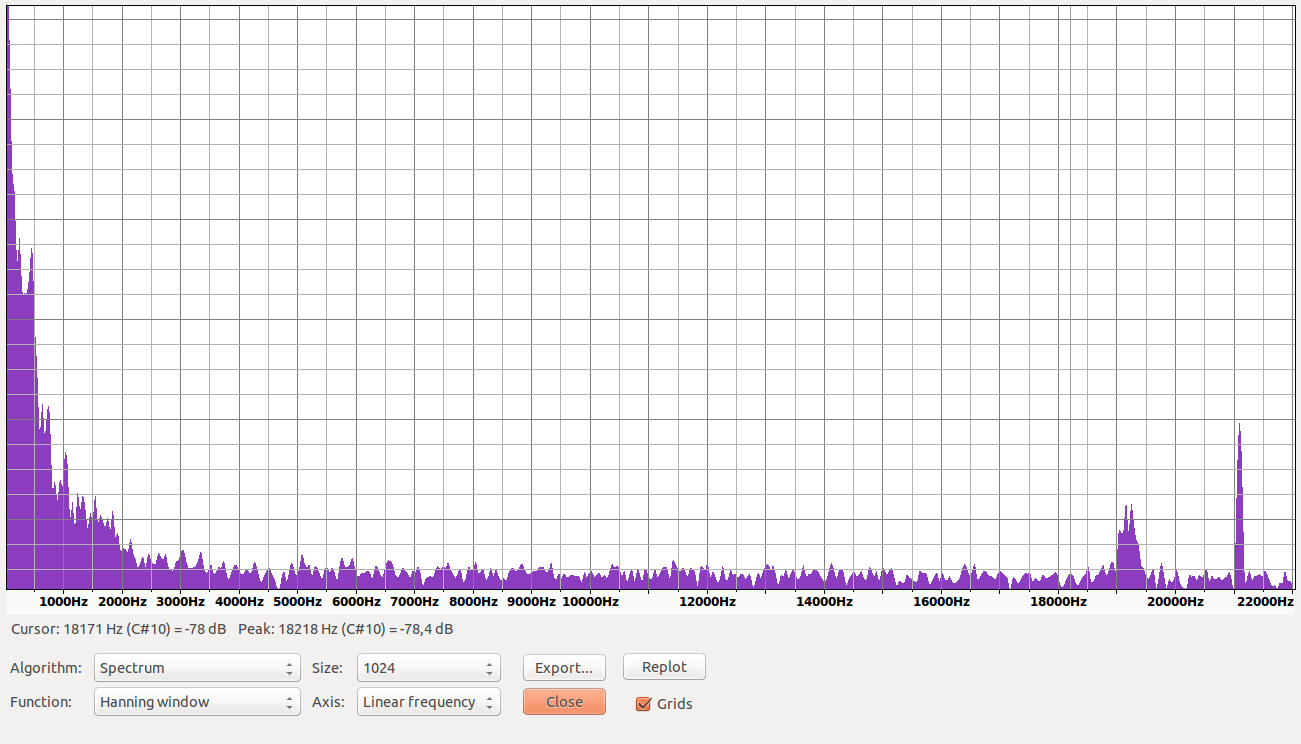 1000Hz 2000Hz 3000Hz 4000Hz 5000Hz 6000Hz 7000Hz 8000Hz 9000Hz 10000Hz 12000Hz 14000Hz 16000Hz 18000Hz 20000Hz 22000Hz
Cursor: 18171 Hz (C#10) = -78 dB Peak: 18218 Hz (C#10) = -78,4 dB
Algorithm: Spectrum Size: 1024 Export... Replot
Function: Hanning window Axis: Linear frequency Close Grids